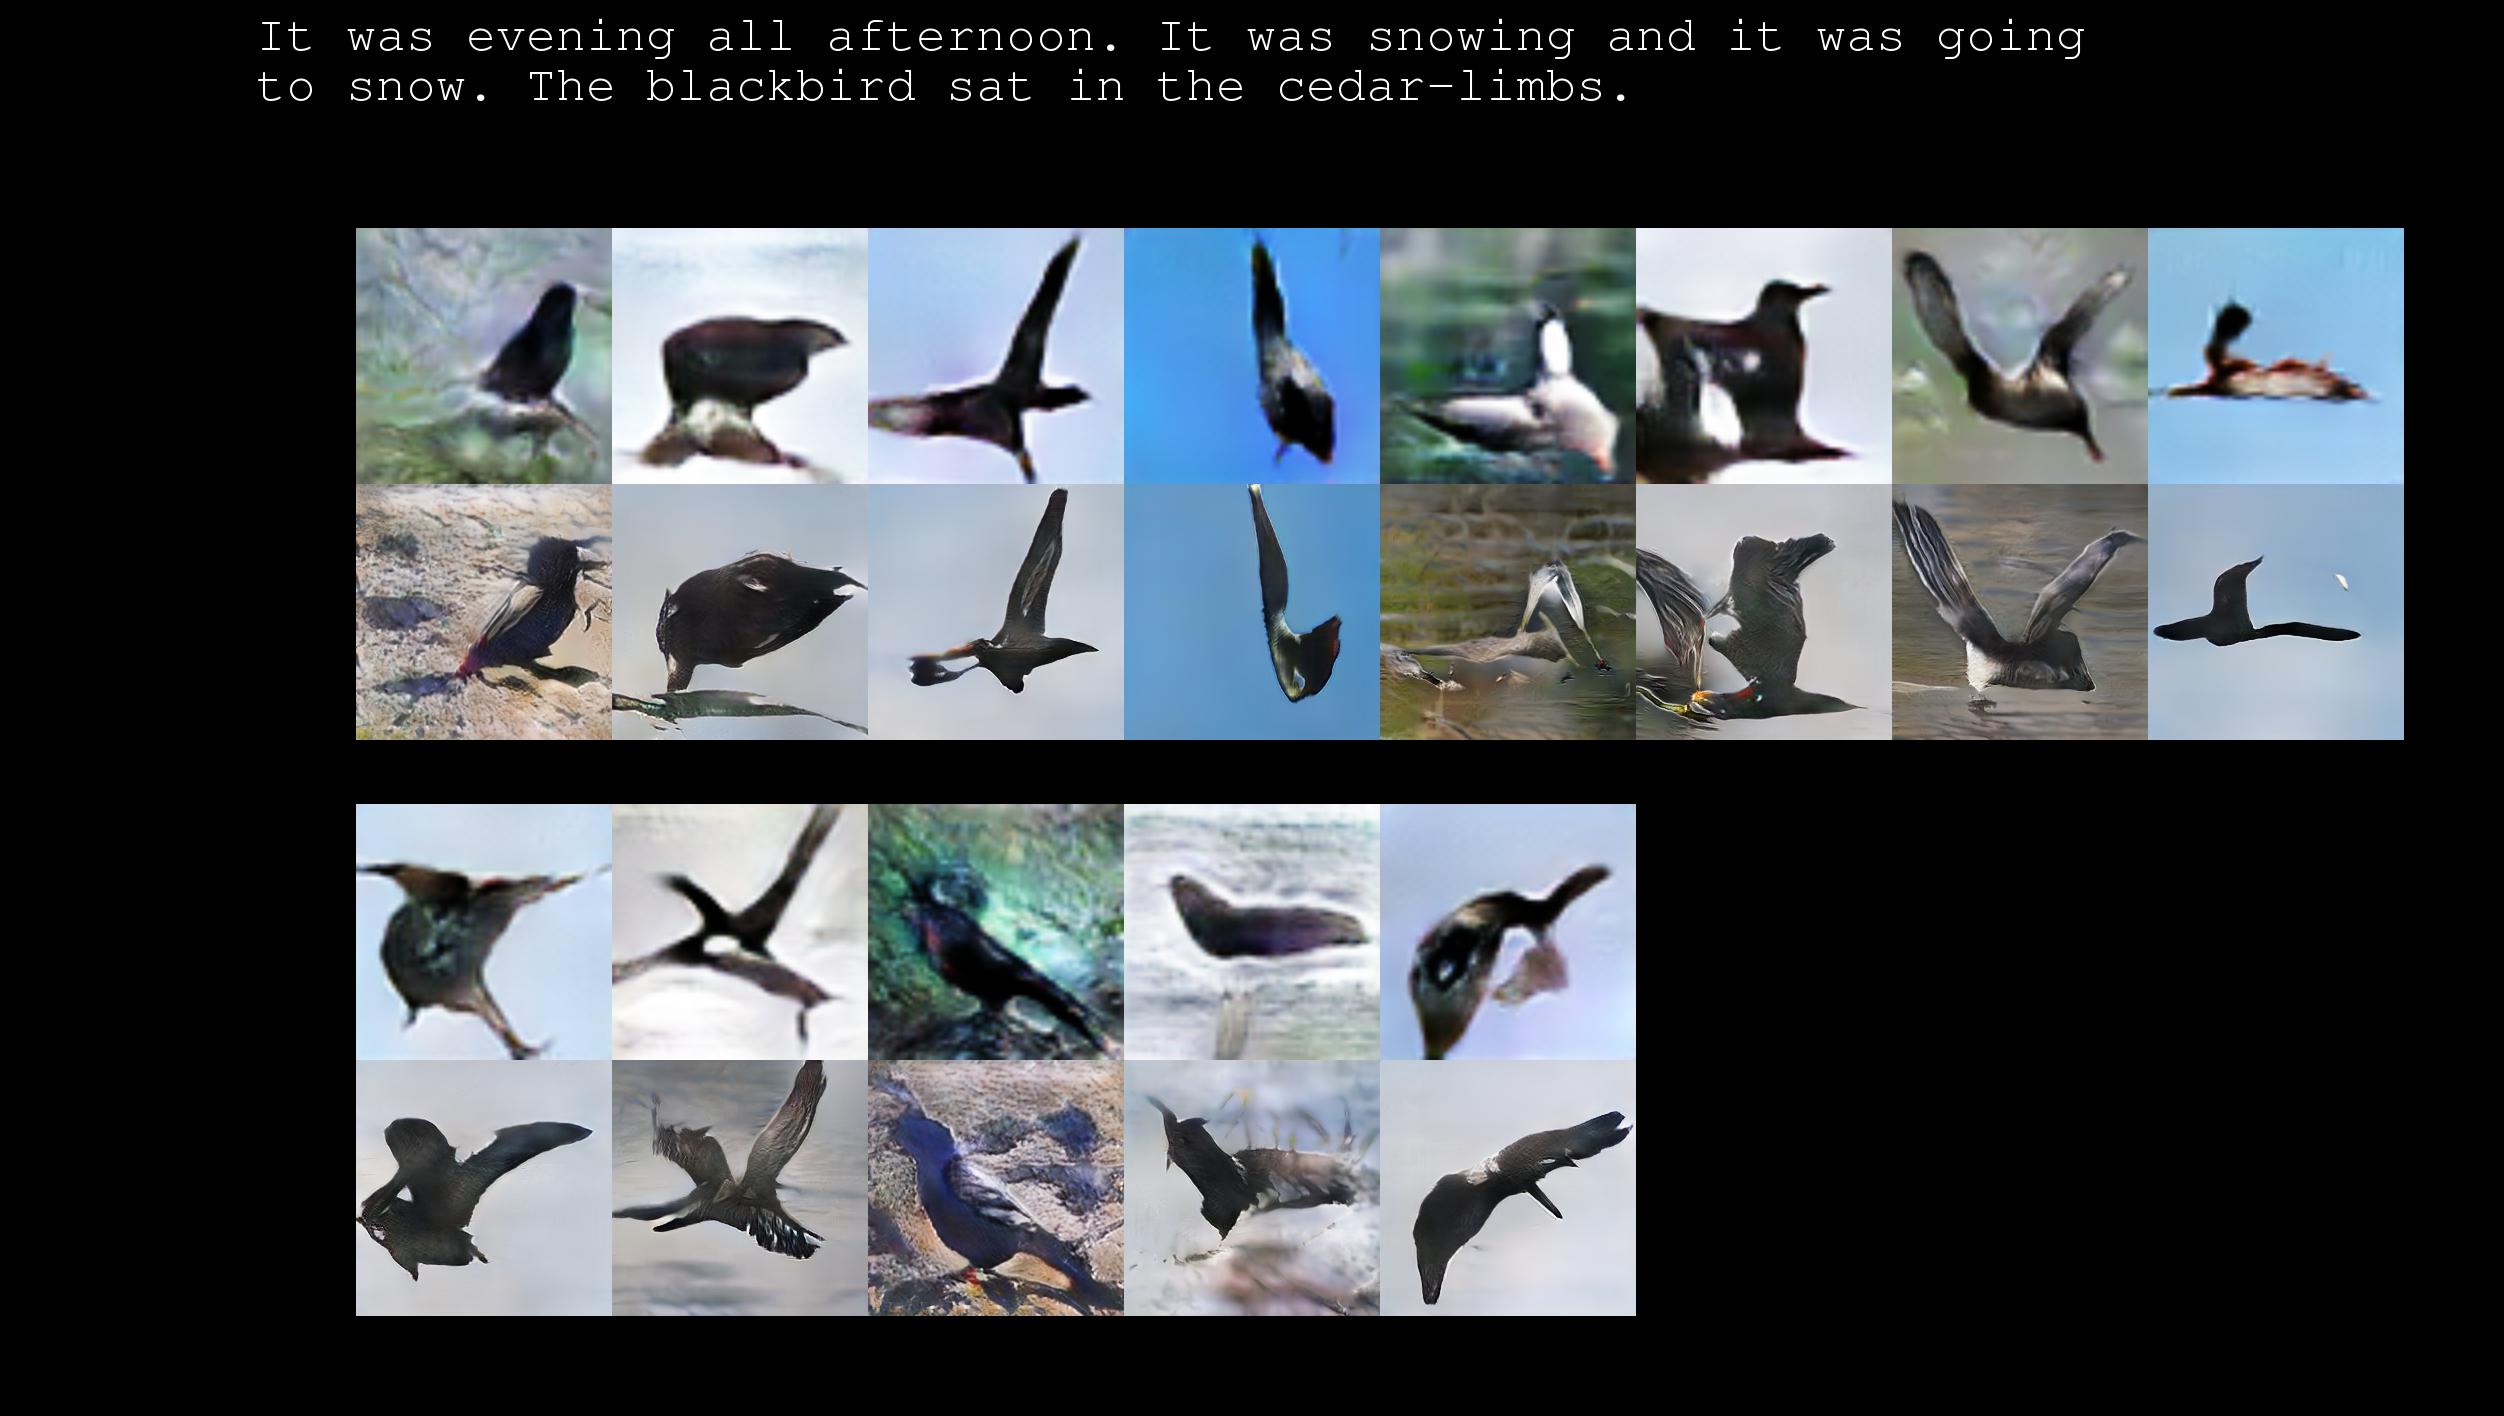 It was evening all afternoon. It was snowing and it was going
to snow. The blackbird sat in the cedar-limbs.